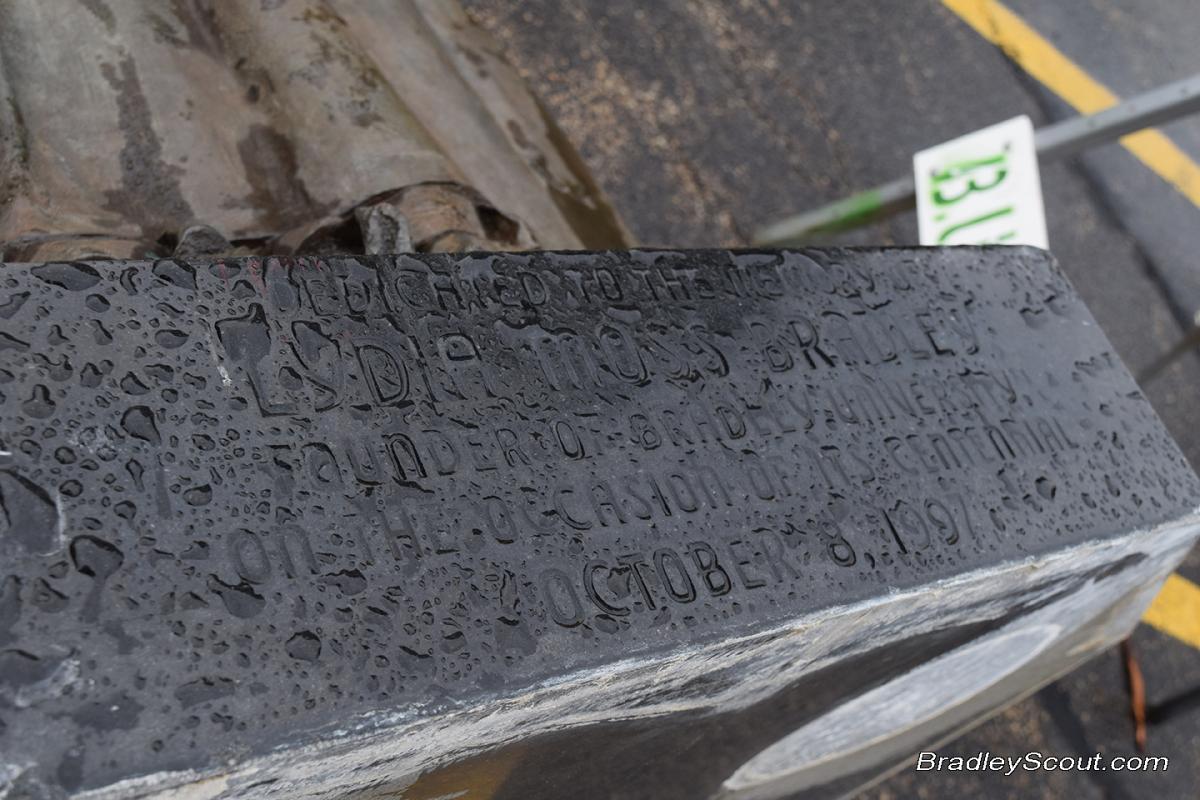 DEDICATED TO THE MEMORY OF
LYDIA MOSS BRADLEY
FOUNDER OF BRADLEY UNIVERSITY
ON THE OCCASION OF ITS CENTENNIAL
OCTOBER 8, 1997
BradleyScout.com